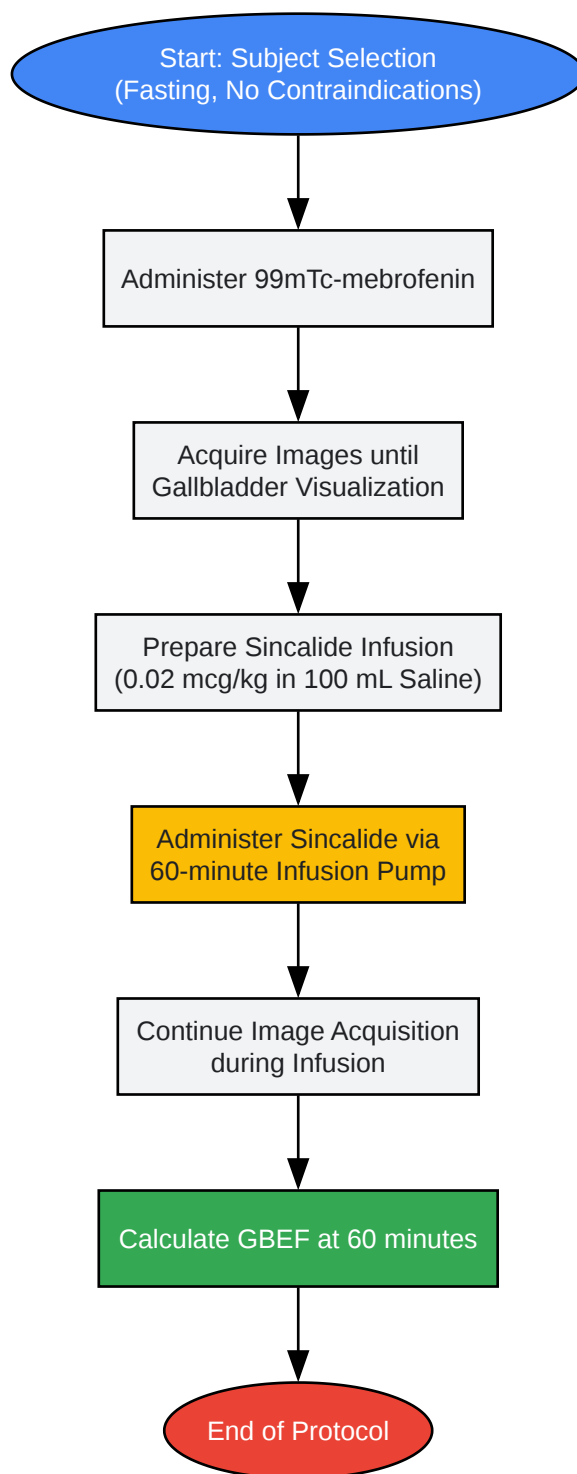 Start: Subject Selection
(Fasting, No Contraindications)
Administer 99mTc-mebrofenin
Acquire Images until
Gallbladder Visualization
Prepare Sincalide Infusion
(0.02 mcg/kg in 100 mL Saline)
Administer Sincalide via
60-minute Infusion Pump
Continue Image Acquisition
during Infusion
Calculate GBEF at 60 minutes
End of Protocol